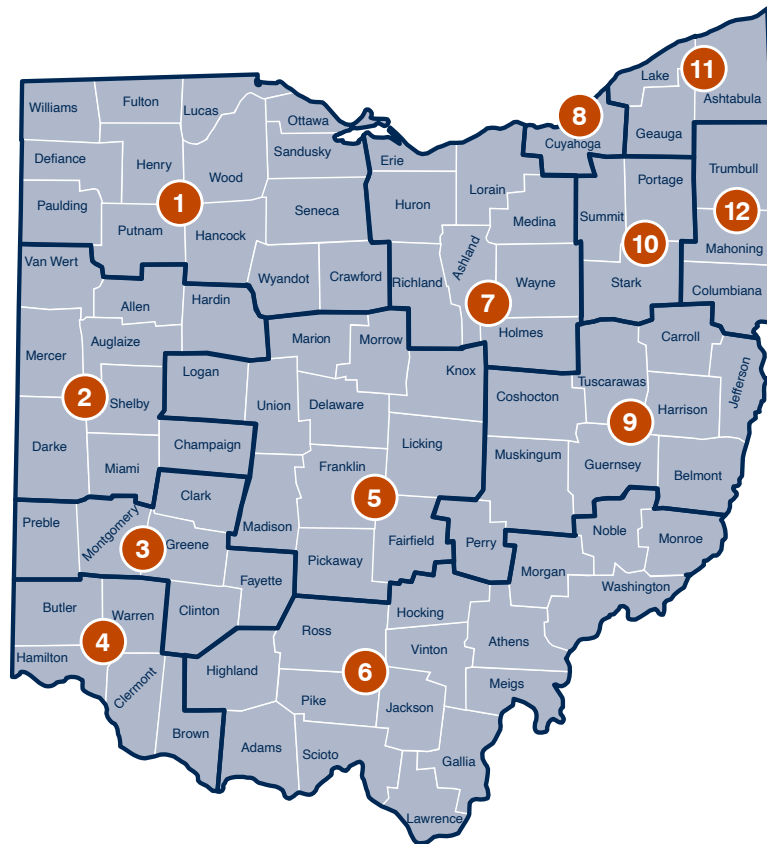 Williams
Fulton
Lucas
Ottawa
Defiance
Henry
Wood
Sandusky
Paulding
1
Putnam
Hancock
Seneca
Wyandot
Crawford
Erie
Lorain
Huron
Medina
Richland
Ashland
Wayne
7
Holmes
8
Cuyahoga
Lake
11
Ashtabula
Geauga
Portage
Summit
10
Stark
Trumbull
12
Mahoning
Columbiana
Van Wert
Allen
Hardin
Mercer
Auglaize
2
Shelby
Darke
Miami
Logan
Champaign
Marion
Morrow
Knox
Union
Delaware
Licking
Franklin
5
Madison
Pickaway
Fairfield
Perry
Carroll
Jefferson
Tuscarawas
Coshocton
Harrison
9
Muskingum
Guernsey
Belmont
Preble
Montgomery
Clark
3
Greene
Fayette
Clinton
Butler
Warren
4
Hamilton
Clermont
Brown
Noble
Monroe
Morgan
Washington
Hocking
Ross
Athens
Vinton
Highland
6
Meigs
Pike
Jackson
Adams
Scioto
Gallia
Lawrence